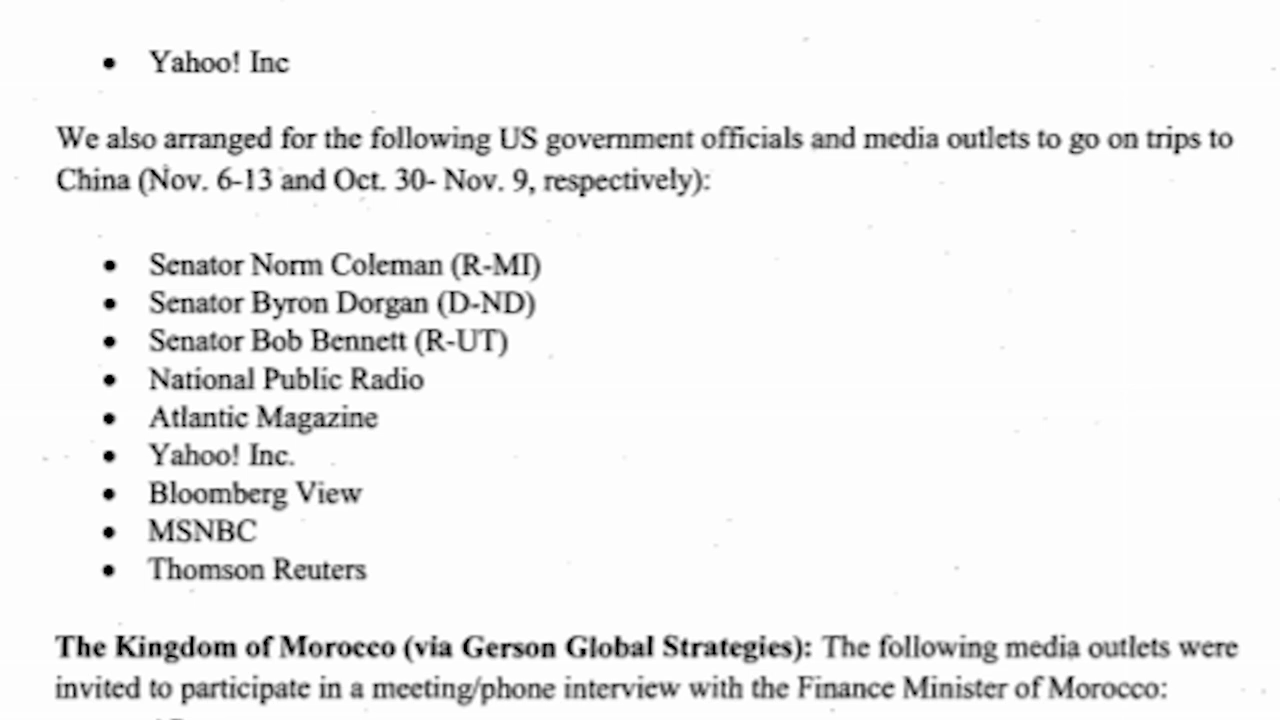 • Yahoo! Inc
We also arranged for the following US government officials and media outlets to go on trips to
China (Nov. 6-13 and Oct. 30- Nov. 9, respectively):
• Senator Norm Coleman (R-MI)
• Senator Byron Dorgan (D-ND)
• Senator Bob Bennett (R-UT)
• National Public Radio
• Atlantic Magazine
• Yahoo! Inc.
• Bloomberg View
• MSNBC
• Thomson Reuters
The Kingdom of Morocco (via Gerson Global Strategies): The following media outlets were
invited to participate in a meeting/phone interview with the Finance Minister of Morocco: